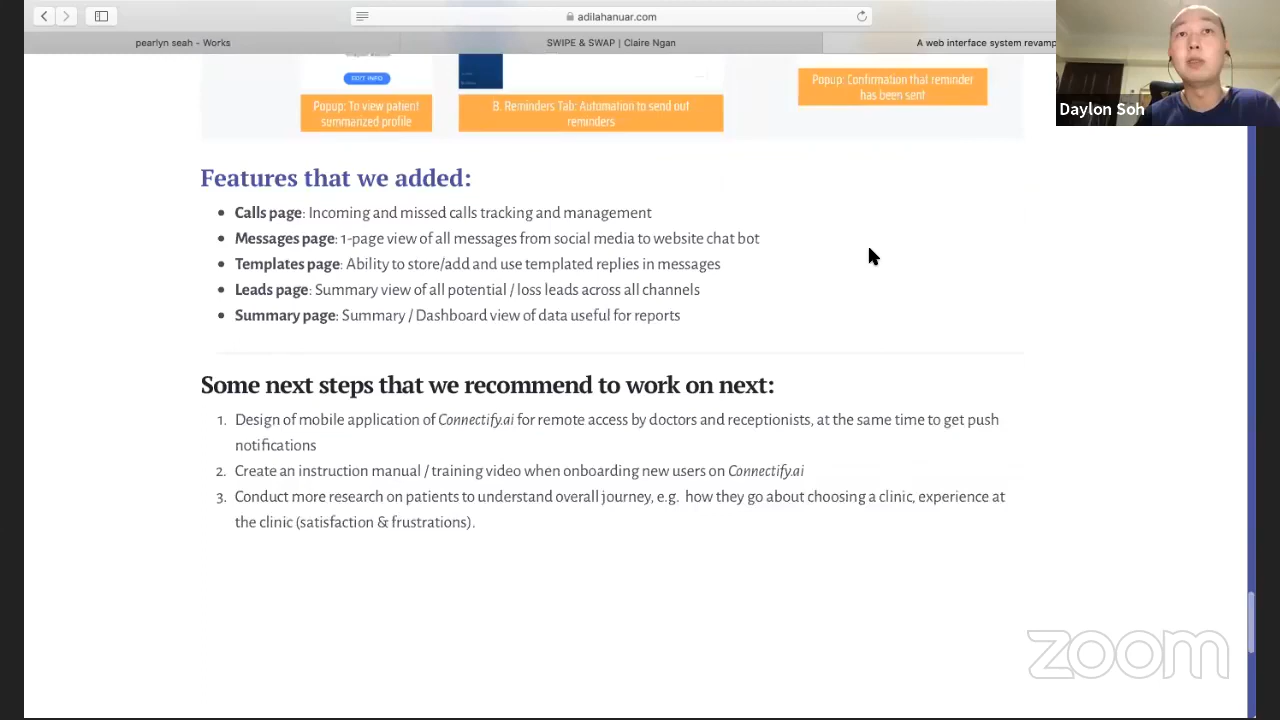 adilahanuar.com
pearlyn seah - Works
SWIPE & SWAP | Claire Ngan
A web interface system revamp
Daylon Soh
EDIT INFO
Popup: To view patient
summarized profile
B. Reminders Tab: Automation to send out
reminders
Popup: Confirmation that reminder
has been sent
Features that we added:
Calls page: Incoming and missed calls tracking and management
Messages page: 1-page view of all messages from social media to website chat bot
Templates page: Ability to store/add and use templated replies in messages
Leads page: Summary view of all potential / loss leads across all channels
Summary page: Summary / Dashboard view of data useful for reports
Some next steps that we recommend to work on next:
1. Design of mobile application of Connectify.ai for remote access by doctors and receptionists, at the same time to get push
notifications
2. Create an instruction manual / training video when onboarding new users on Connectify.ai
3. Conduct more research on patients to understand overall journey, e.g. how they go about choosing a clinic, experience at
the clinic (satisfaction & frustrations).
zoom